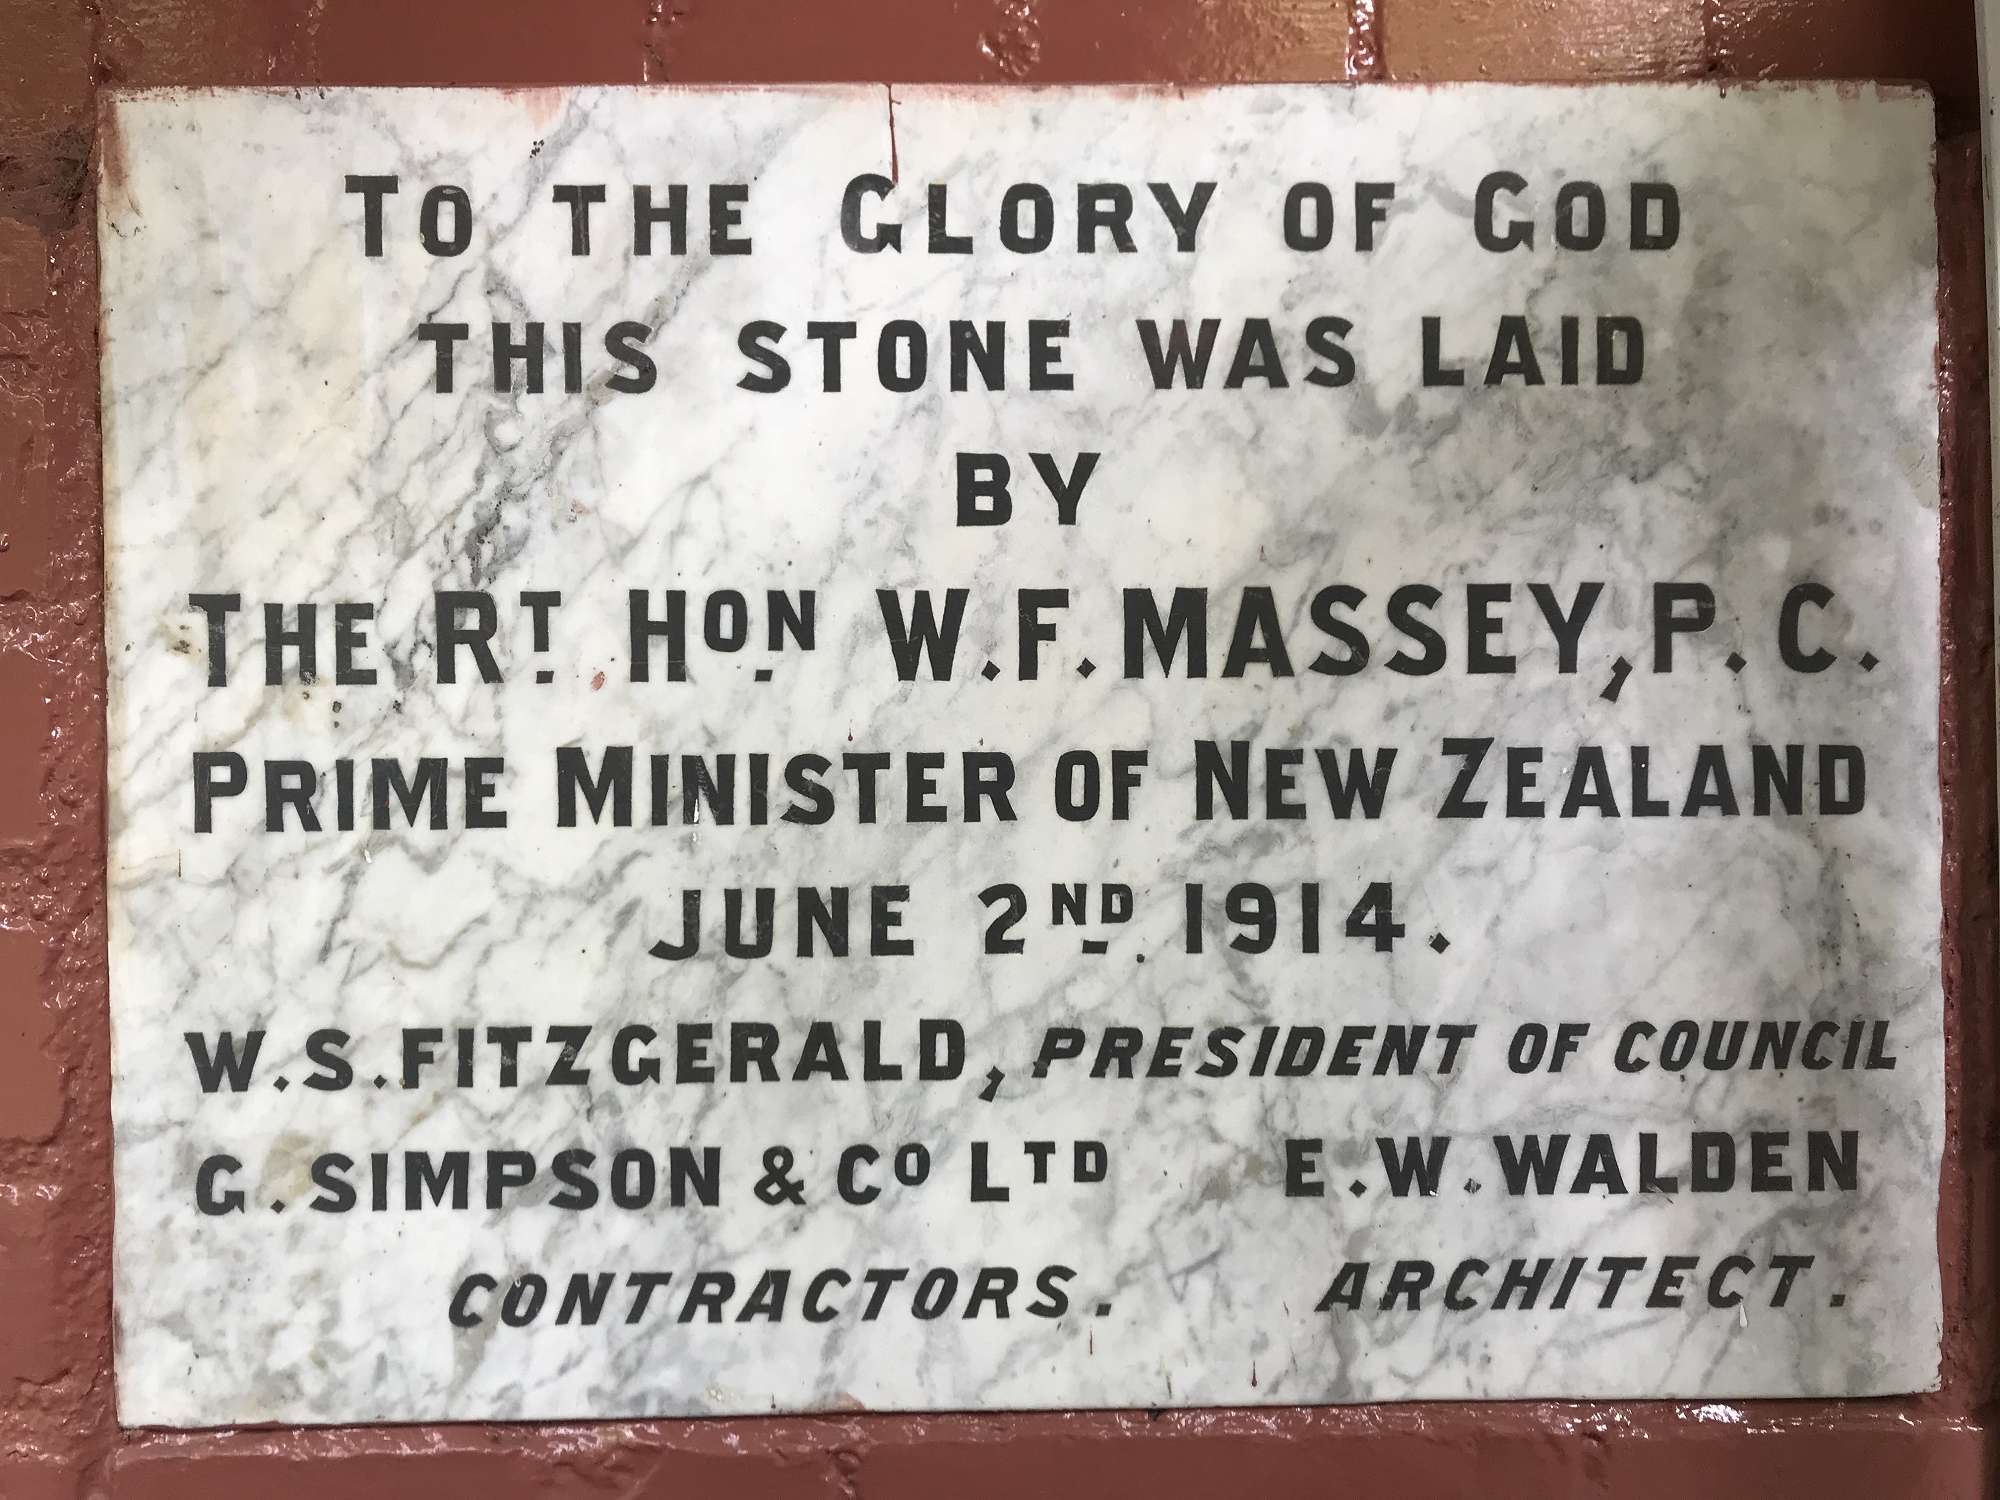 TO THE GLORY OF GOD
THIS STONE WAS LAID
BY
THE RT. HON. W.F. MASSEY, P.C.
PRIME MINISTER OF NEW ZEALAND
JUNE 2ND. 1914.
W.S. FITZGERALD, PRESIDENT OF COUNCIL
G. SIMPSON & CO LTD E.W. WALDEN
CONTRACTORS. ARCHITECT.